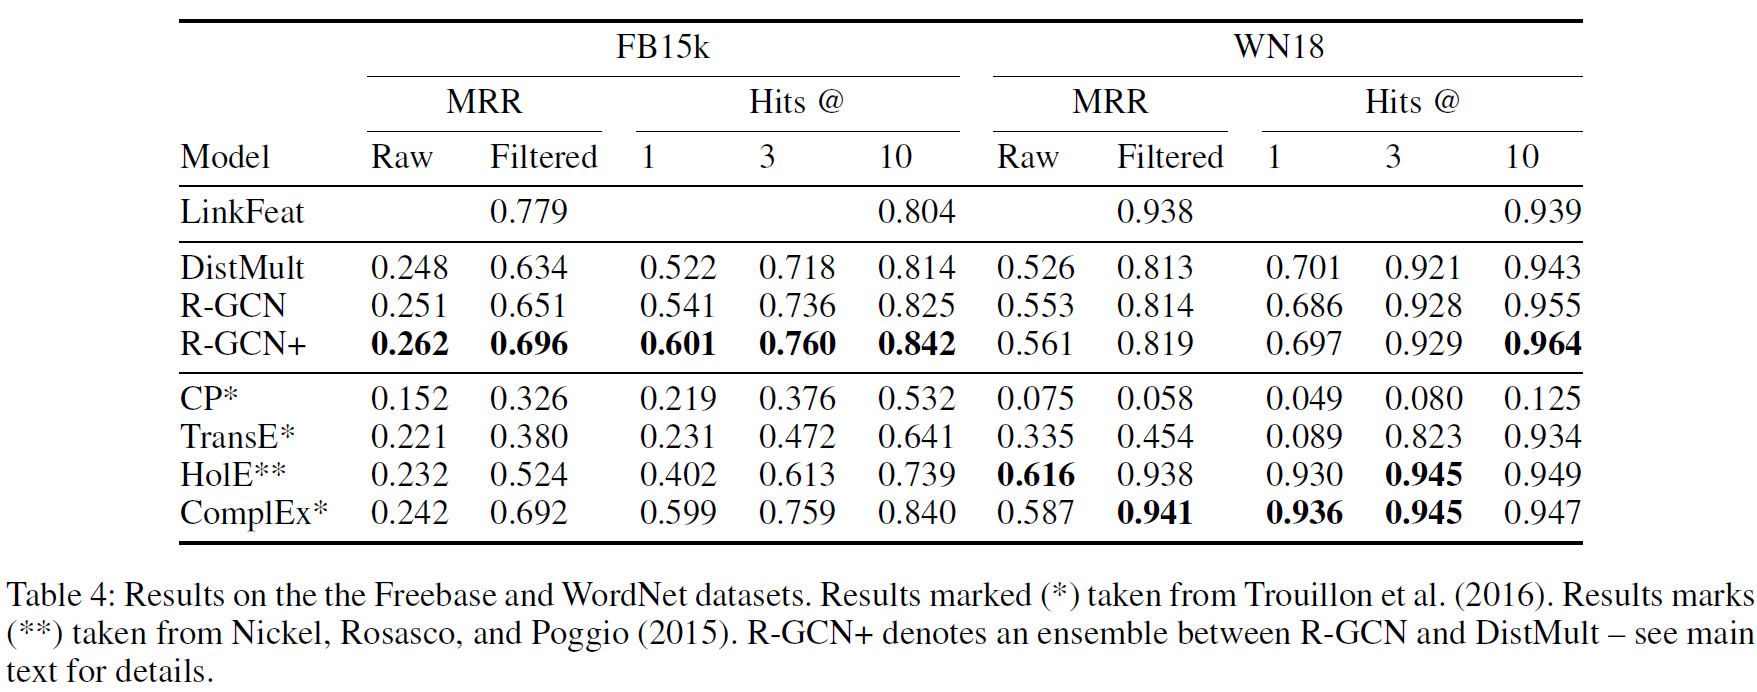 FB15k WN18
MRR Hits @ MRR Hits @
Model Raw Filtered 1 3 10 Raw Filtered 1 3 10
LinkFeat 0.779 0.804 0.938 0.939
DistMult 0.248 0.634 0.522 0.718 0.814 0.526 0.813 0.701 0.921 0.943
R-GCN 0.251 0.651 0.541 0.736 0.825 0.553 0.814 0.686 0.928 0.955
R-GCN+ 0.262 0.696 0.601 0.760 0.842 0.561 0.819 0.697 0.929 0.964
CP* 0.152 0.326 0.219 0.376 0.532 0.075 0.058 0.049 0.080 0.125
TransE* 0.221 0.380 0.231 0.472 0.641 0.335 0.454 0.089 0.823 0.934
HolE** 0.232 0.524 0.402 0.613 0.739 0.616 0.938 0.930 0.945 0.949
ComplEx* 0.242 0.692 0.599 0.759 0.840 0.587 0.941 0.936 0.945 0.947
Table 4: Results on the the Freebase and WordNet datasets. Results marked (*) taken from Trouillon et al. (2016). Results marks
(**) taken from Nickel, Rosasco, and Poggio (2015). R-GCN+ denotes an ensemble between R-GCN and DistMult – see main
text for details.